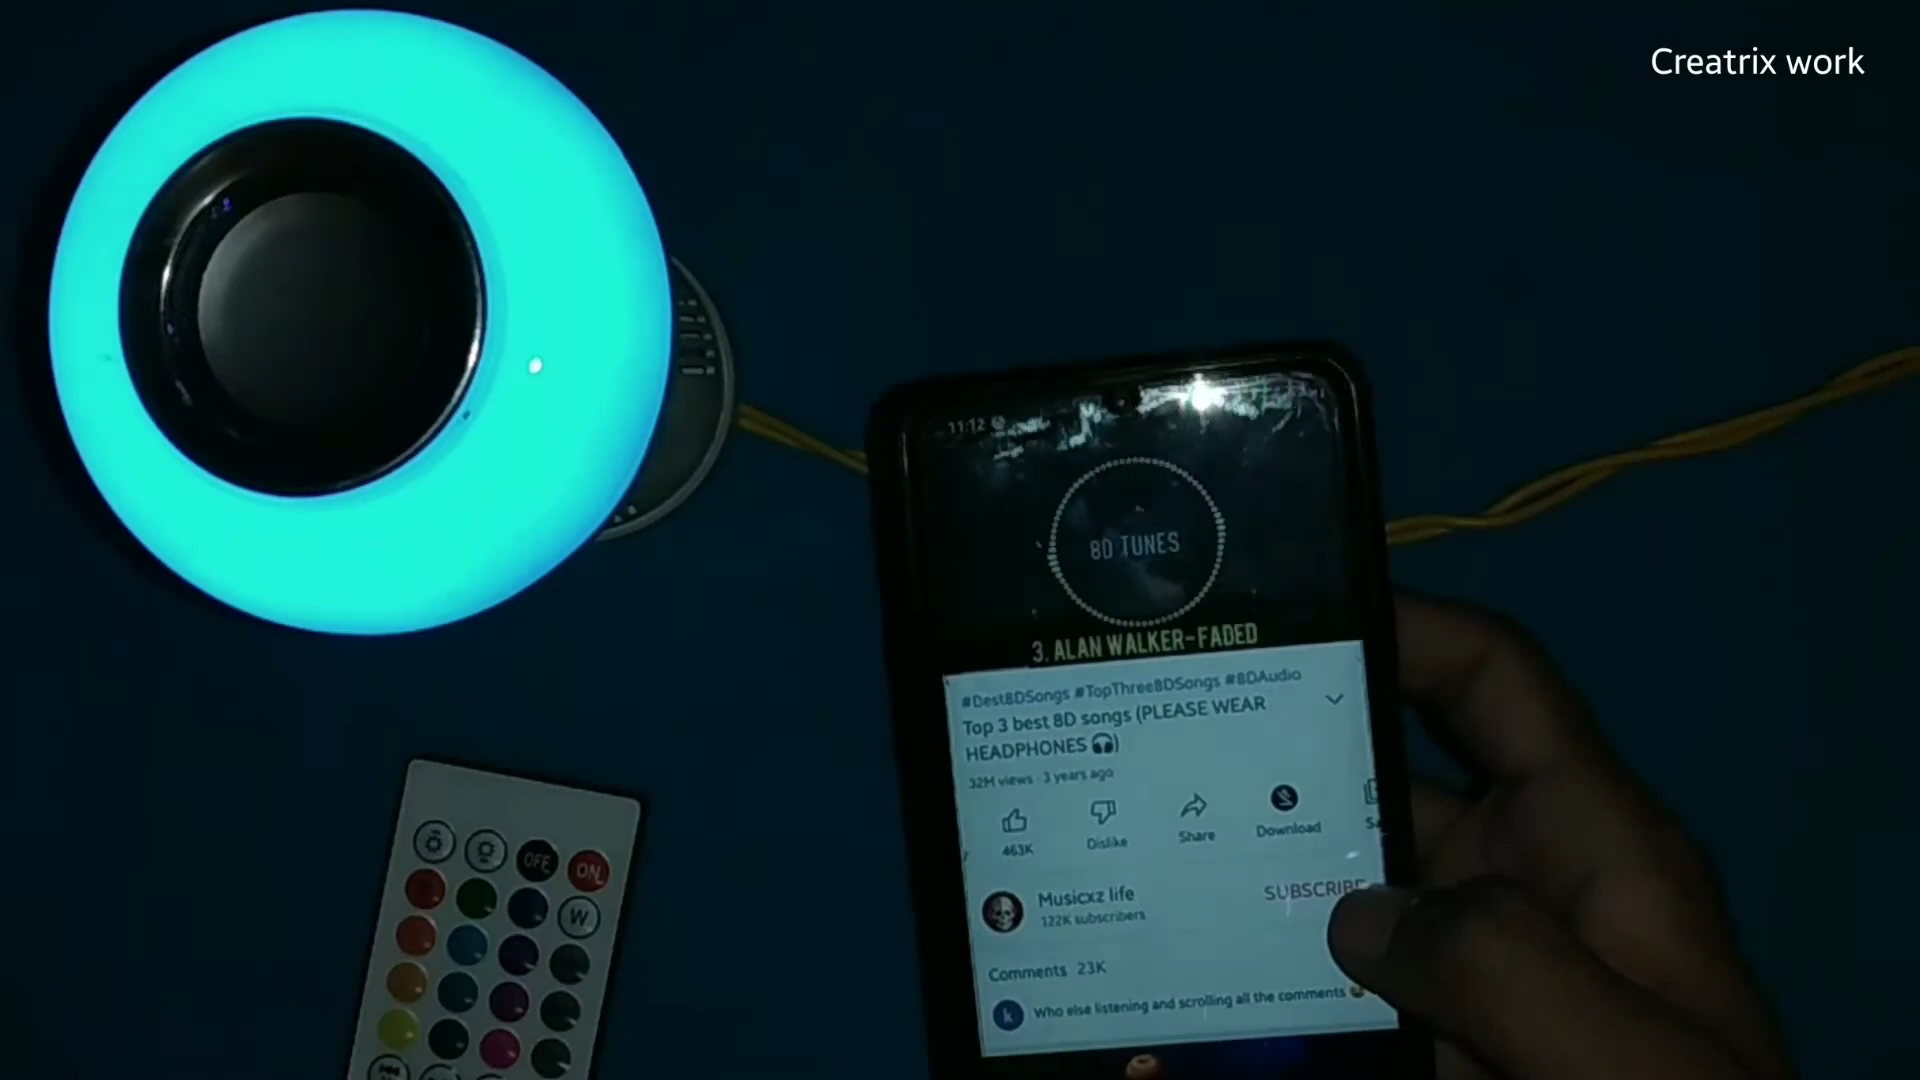 Creatrix work
11:12
8D TUNES
3. ALAN WALKER-FADED
#Best8DSongs #TopThree8DSongs #8DAudio
Top 3 best 8D songs (PLEASE WEAR
HEADPHONES 🎧)
32M views · 3 years ago
463K
Dislike
Share
Download
Musicxz life
122K subscribers
SUBSCRIBE
Comments 23K
k
Who else listening and scrolling all the comments
OFF
ON
W